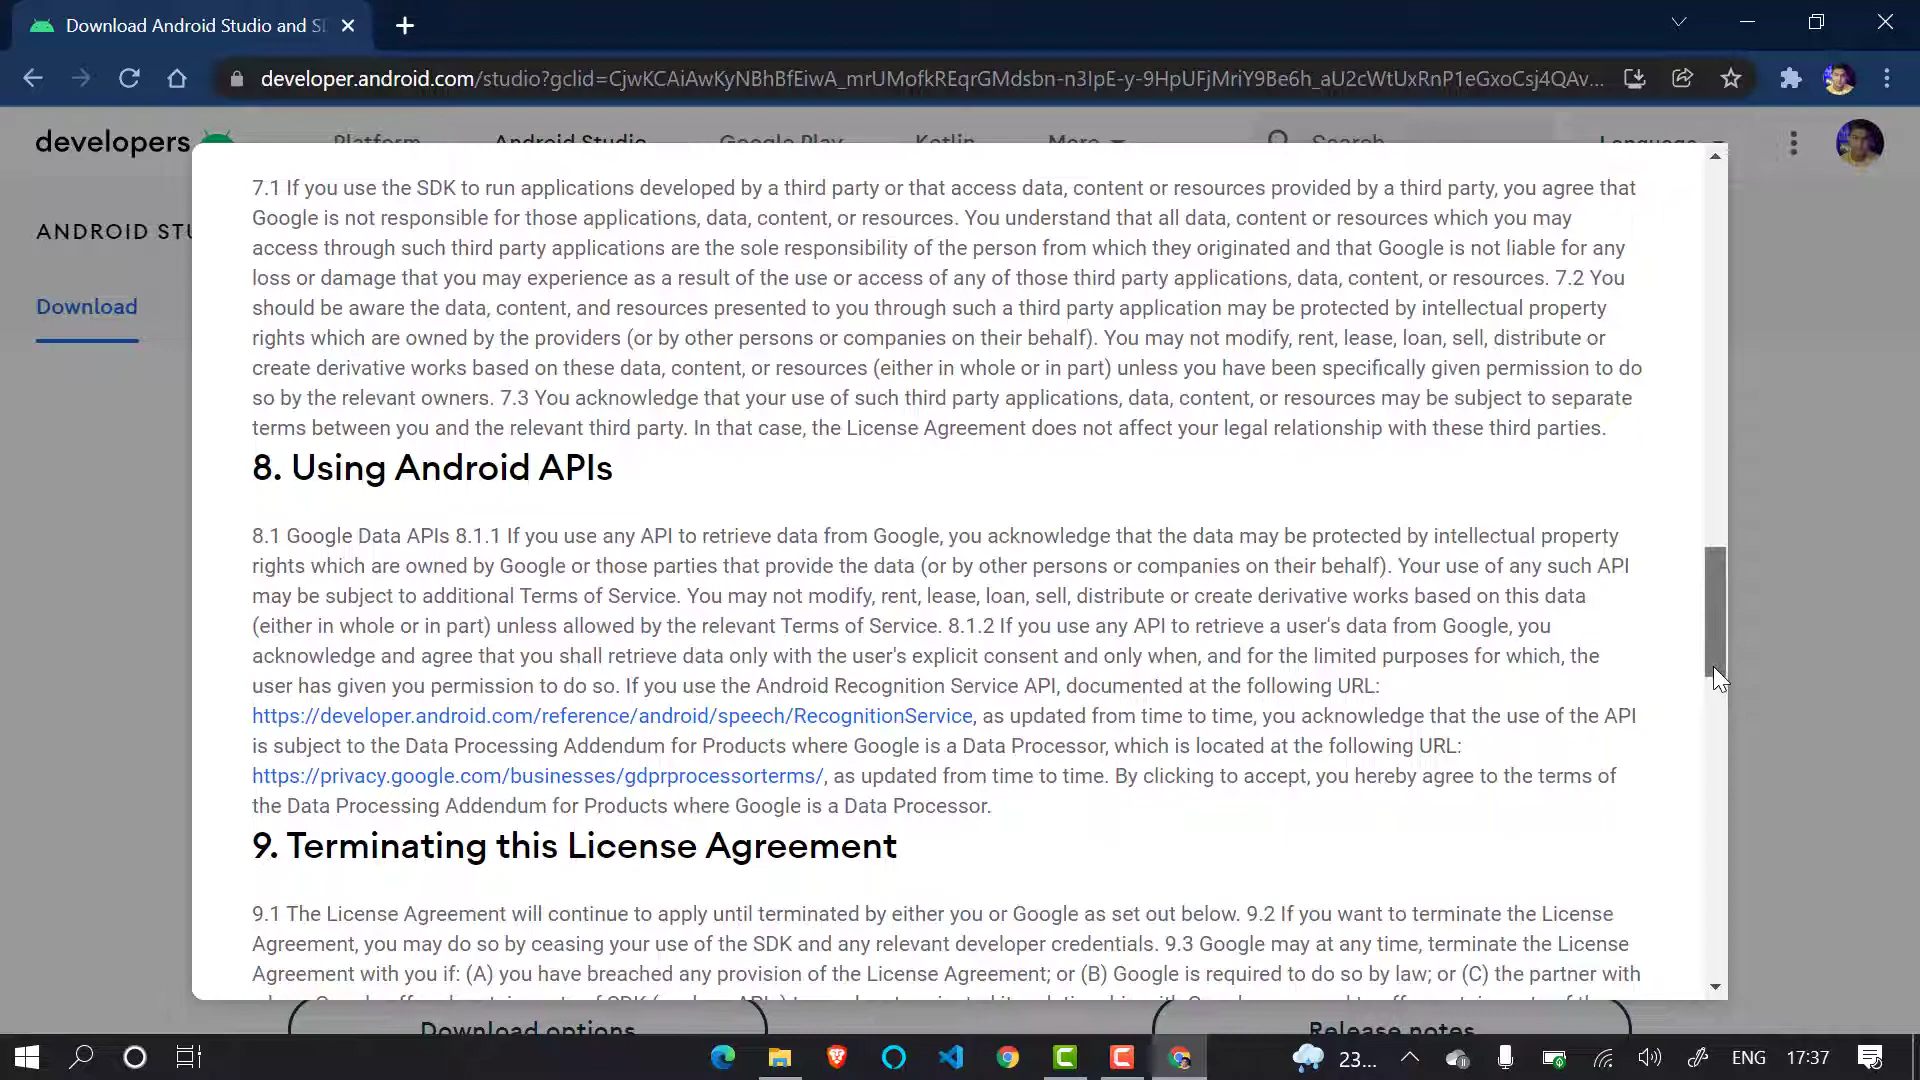 Download Android Studio and S
developer.android.com/studio?gclid=CjwKCAiAwKyNBhBfEiwA_mrUMofkREqrGMdsbn-n3IpE-y-9HpUFjMriY9Be6h_aU2cWtUxRnP1eGxoCsj4QAv...
developers Platform Android Studio Google Play Kotlin More Search Language
ANDROID STU
Download
7.1 If you use the SDK to run applications developed by a third party or that access data, content or resources provided by a third party, you agree that
Google is not responsible for those applications, data, content, or resources. You understand that all data, content or resources which you may
access through such third party applications are the sole responsibility of the person from which they originated and that Google is not liable for any
loss or damage that you may experience as a result of the use or access of any of those third party applications, data, content, or resources. 7.2 You
should be aware the data, content, and resources presented to you through such a third party application may be protected by intellectual property
rights which are owned by the providers (or by other persons or companies on their behalf). You may not modify, rent, lease, loan, sell, distribute or
create derivative works based on these data, content, or resources (either in whole or in part) unless you have been specifically given permission to do
so by the relevant owners. 7.3 You acknowledge that your use of such third party applications, data, content, or resources may be subject to separate
terms between you and the relevant third party. In that case, the License Agreement does not affect your legal relationship with these third parties.
8. Using Android APIs
8.1 Google Data APIs 8.1.1 If you use any API to retrieve data from Google, you acknowledge that the data may be protected by intellectual property
rights which are owned by Google or those parties that provide the data (or by other persons or companies on their behalf). Your use of any such API
may be subject to additional Terms of Service. You may not modify, rent, lease, loan, sell, distribute or create derivative works based on this data
(either in whole or in part) unless allowed by the relevant Terms of Service. 8.1.2 If you use any API to retrieve a user's data from Google, you
acknowledge and agree that you shall retrieve data only with the user's explicit consent and only when, and for the limited purposes for which, the
user has given you permission to do so. If you use the Android Recognition Service API, documented at the following URL:
https://developer.android.com/reference/android/speech/RecognitionService, as updated from time to time, you acknowledge that the use of the API
is subject to the Data Processing Addendum for Products where Google is a Data Processor, which is located at the following URL:
https://privacy.google.com/businesses/gdprprocessorterms/, as updated from time to time. By clicking to accept, you hereby agree to the terms of
the Data Processing Addendum for Products where Google is a Data Processor.
9. Terminating this License Agreement
9.1 The License Agreement will continue to apply until terminated by either you or Google as set out below. 9.2 If you want to terminate the License
Agreement, you may do so by ceasing your use of the SDK and any relevant developer credentials. 9.3 Google may at any time, terminate the License
Agreement with you if: (A) you have breached any provision of the License Agreement; or (B) Google is required to do so by law; or (C) the partner with
Download options Release notes
23... ENG 17:37